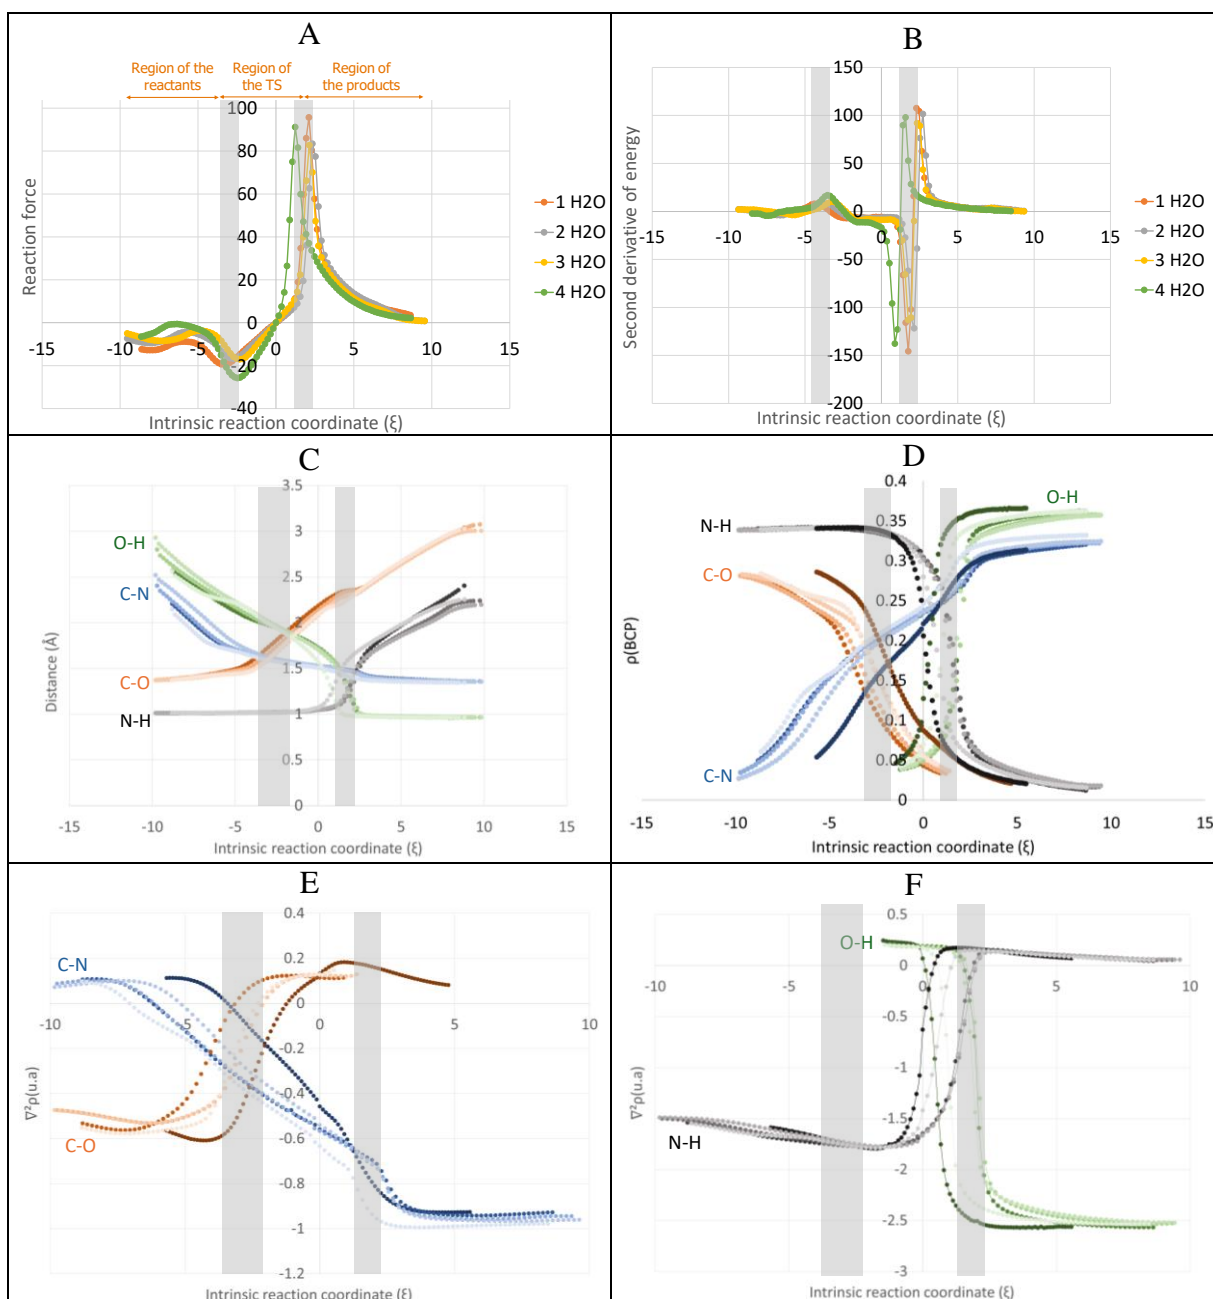 A
Region of the reactants
Region of the TS
Region of the products
100
80
60
40
20
0
-20
-40
-15
-10
-5
0
5
10
15
Reaction force
Intrinsic reaction coordinate (ξ)
1 H2O
2 H2O
3 H2O
4 H2O
B
150
100
50
0
-50
-100
-150
-200
-15
-10
-5
0
5
10
15
Second derivative of energy
Intrinsic reaction coordinate (ξ)
1 H2O
2 H2O
3 H2O
4 H2O
C
3.5
3
2.5
2
1.5
1
0.5
0
O-H
C-N
C-O
N-H
Distance (Å)
-15
-10
-5
0
5
10
15
Intrinsic reaction coordinate (ξ)
D
0.4
0.35
0.3
0.25
0.2
0.15
0.1
0.05
0
N-H
O-H
C-O
C-N
ρ(BCP)
-15
-10
-5
0
5
10
15
Intrinsic reaction coordinate (ξ)
E
0.4
0.2
0
-0.2
-0.4
-0.6
-0.8
-1
-1.2
C-N
C-O
-10
-5
0
5
10
∇²ρ(u.a)
Intrinsic reaction coordinate (ξ)
F
0.5
0
-0.5
-1
-1.5
-2
-2.5
-3
O-H
N-H
-10
-5
0
5
10
∇²ρ(u.a)
Intrinsic reaction coordinate (ξ)